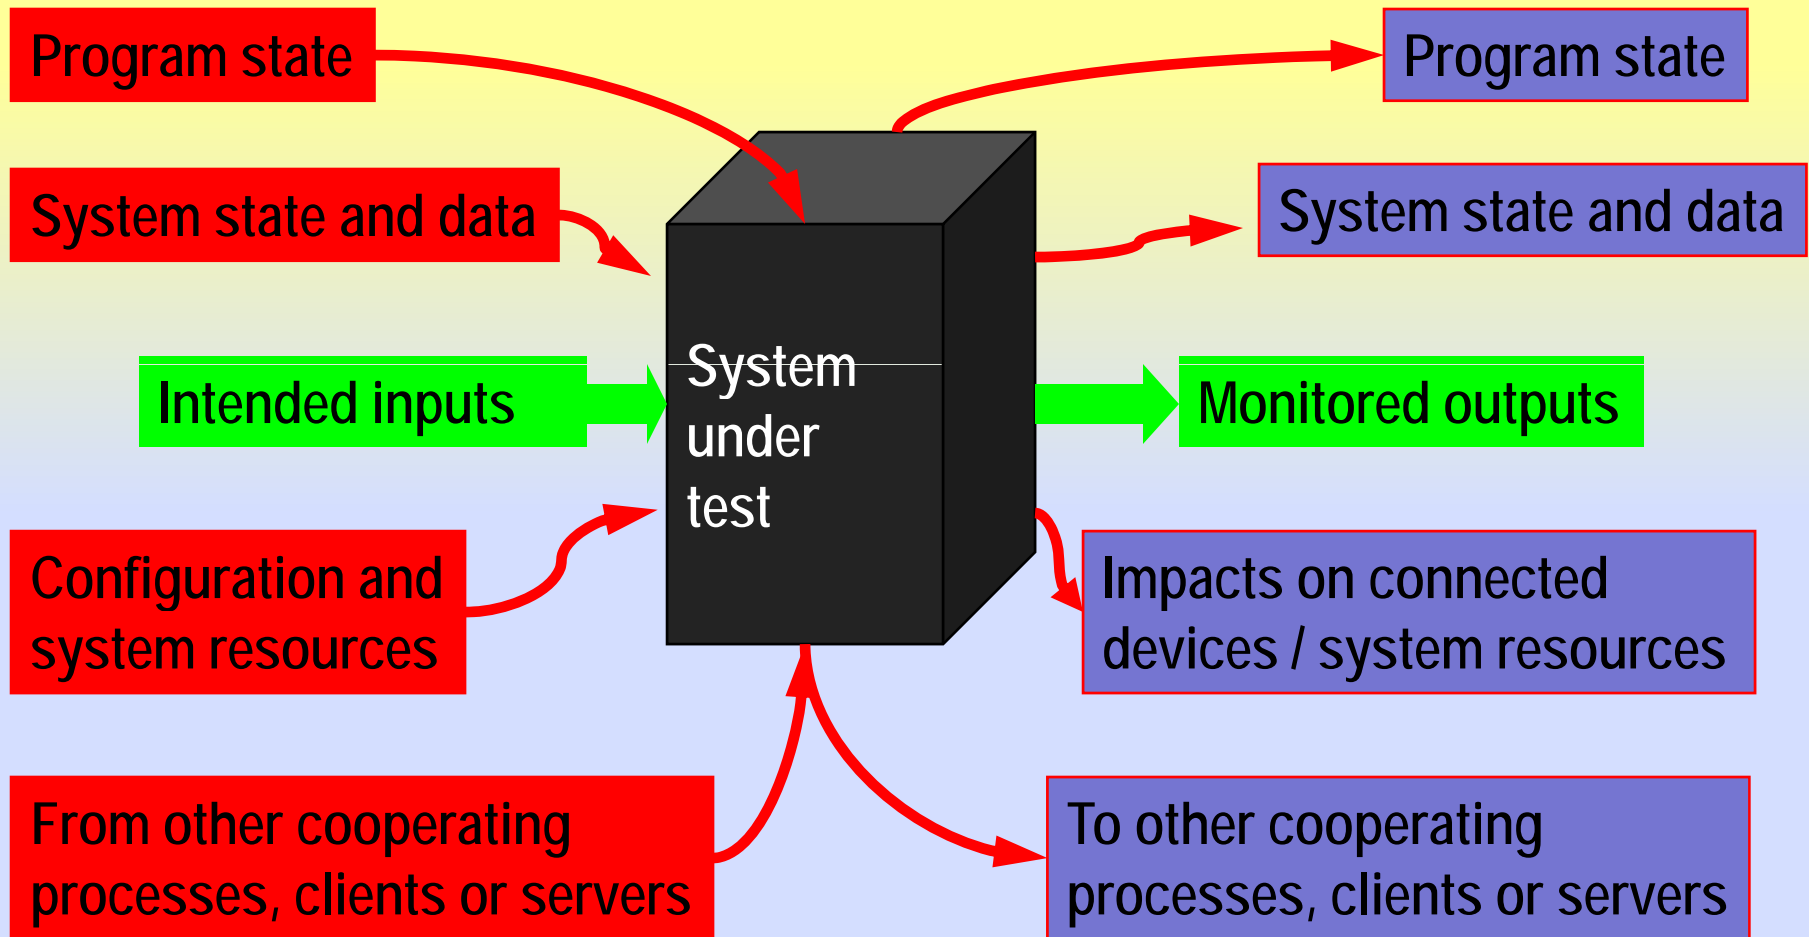 Program state
Program state
System state and data
System state and data
Intended inputs
System
under
test
Monitored outputs
Configuration and
system resources
Impacts on connected
devices / system resources
From other cooperating
processes, clients or servers
To other cooperating
processes, clients or servers